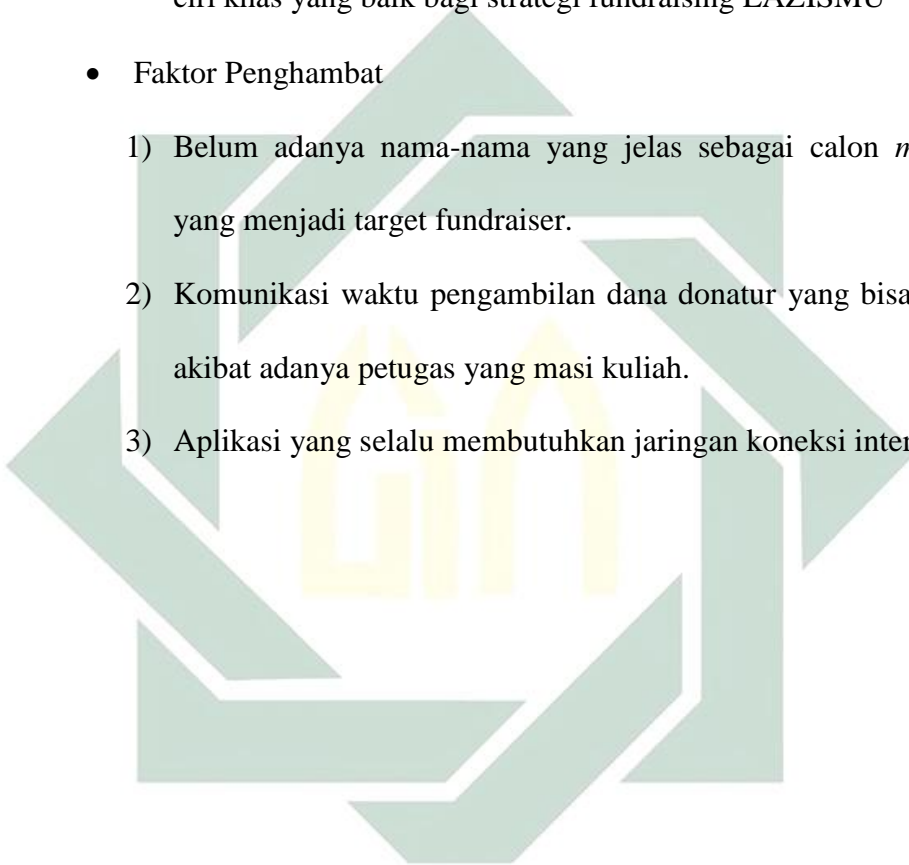 ciri khas yang baik bagi strategi fundraising LAZISMU
• Faktor Penghambat
1) Belum adanya nama-nama yang jelas sebagai calon
yang menjadi target fundraiser.
2) Komunikasi waktu pengambilan dana donatur yang bisa
akibat adanya petugas yang masi kuliah.
3) Aplikasi yang selalu membutuhkan jaringan koneksi